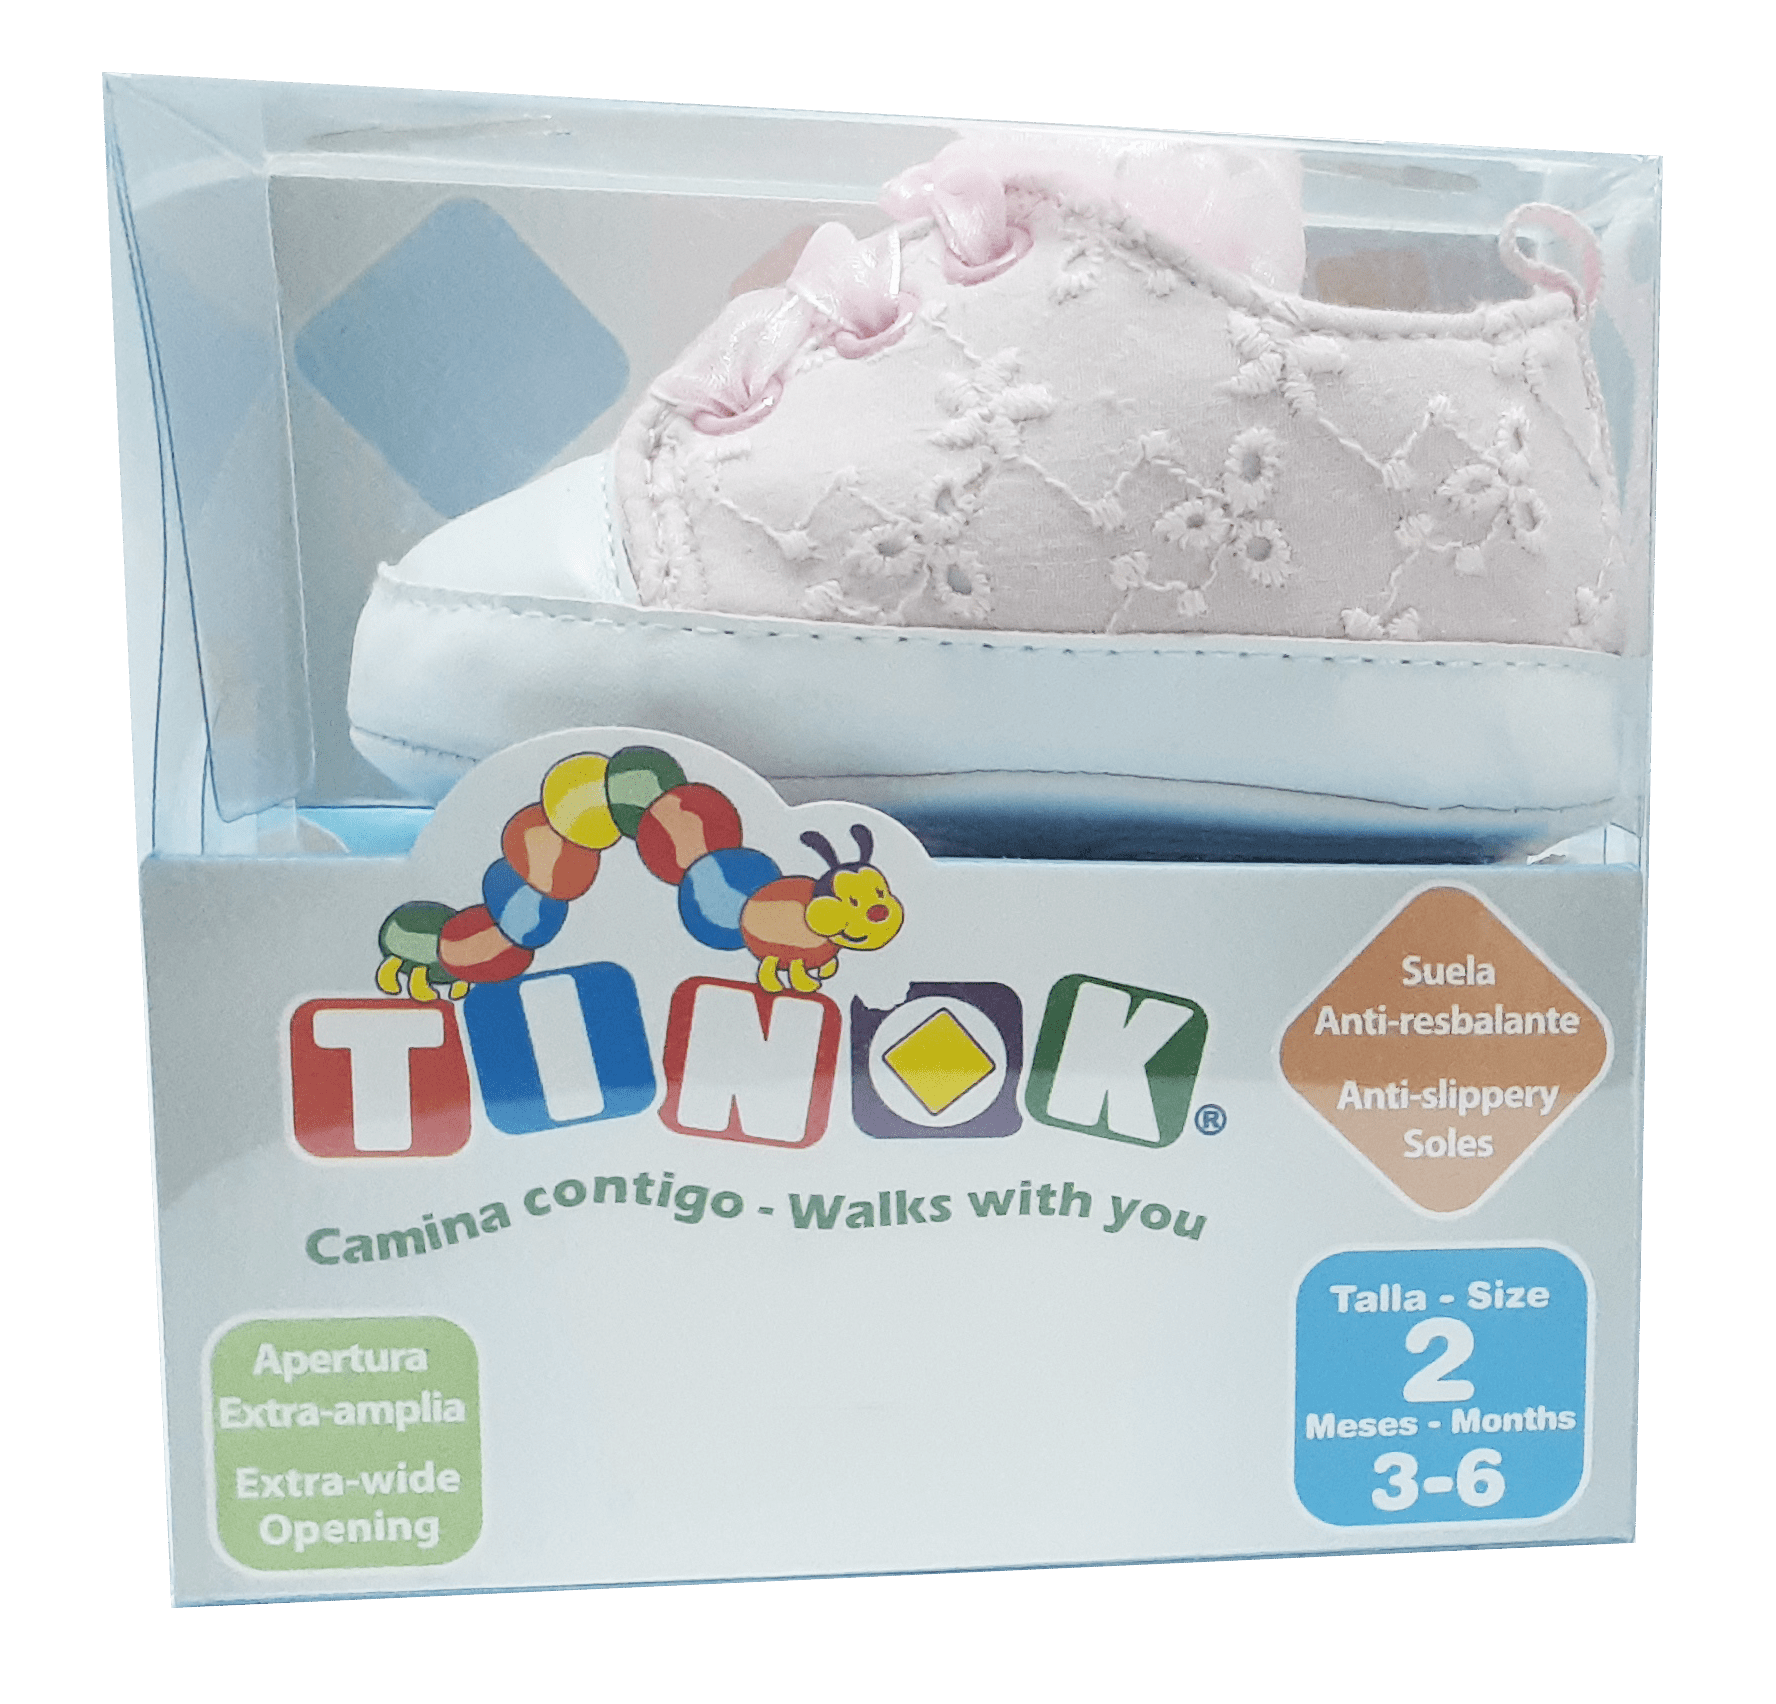 TINOK®
Camina contigo - Walks with you
Suela
Anti-resbalante
Anti-slippery
Soles
Apertura
Extra-amplia
Extra-wide
Opening
Talla - Size
2
Meses - Months
3-6